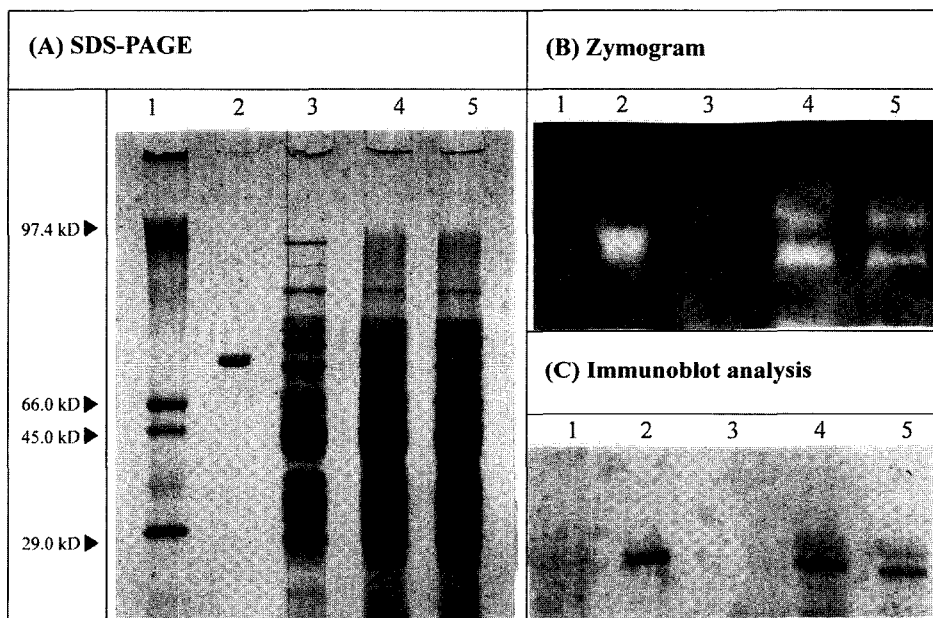 (A) SDS-PAGE
1 2 3 4 5
97.4 kD
66.0 kD
45.0 kD
29.0 kD
(B) Zymogram
1 2 3 4 5
(C) Immunoblot analysis
1 2 3 4 5